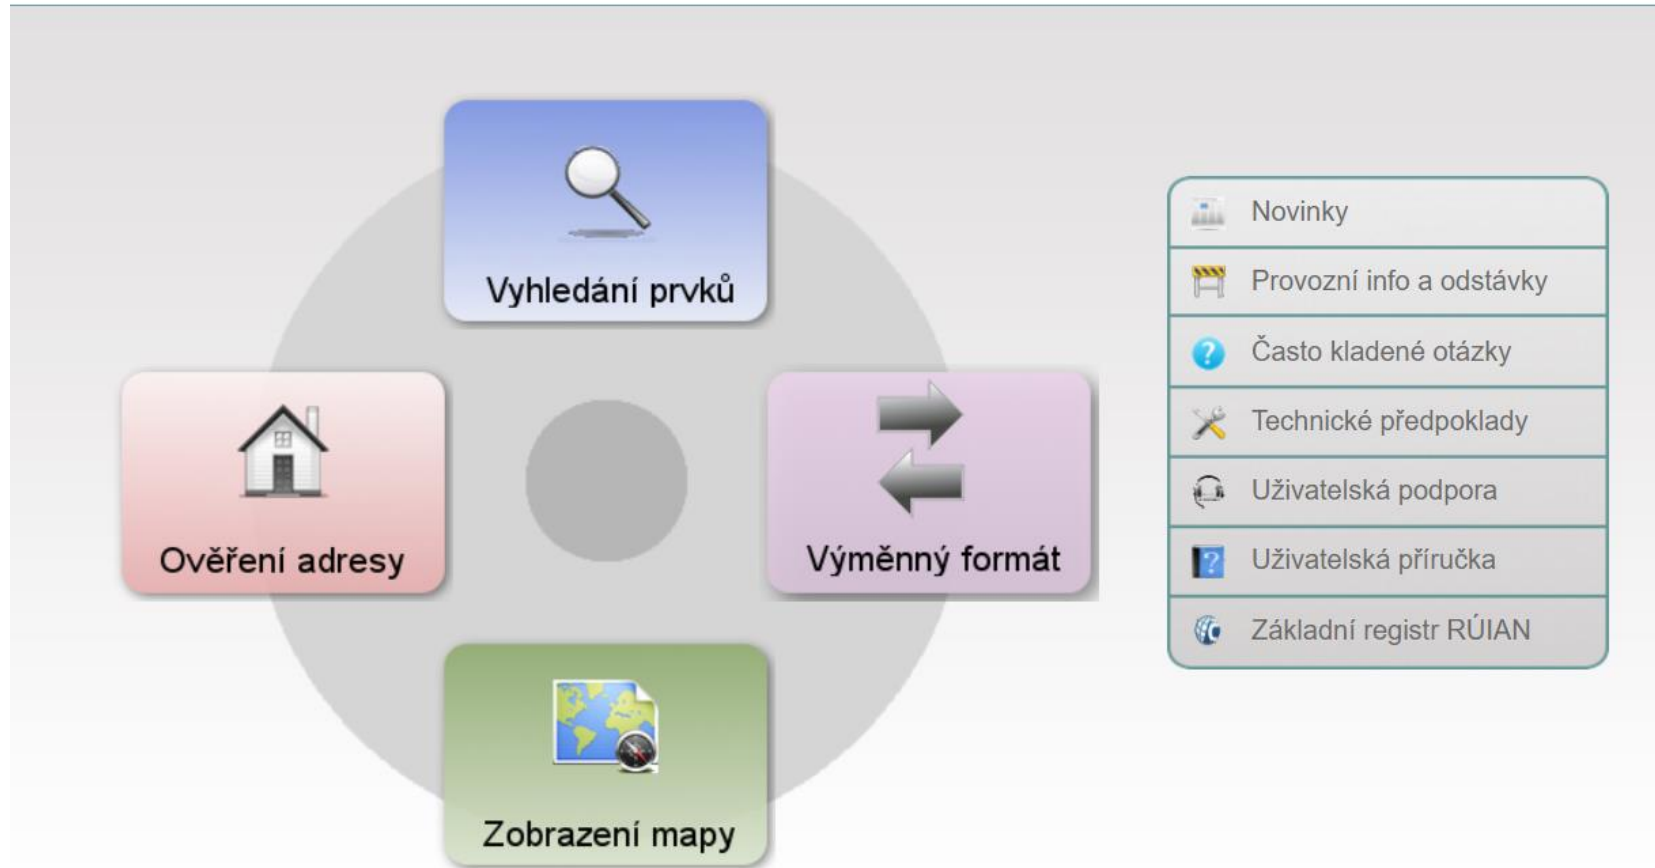 Vyhledání prvků
Ověření adresy
Výměnný formát
Zobrazení mapy
Novinky
Provozní info a odstávky
Často kladené otázky
Technické předpoklady
Uživatelská podpora
Uživatelská příručka
Základní registr RÚIAN